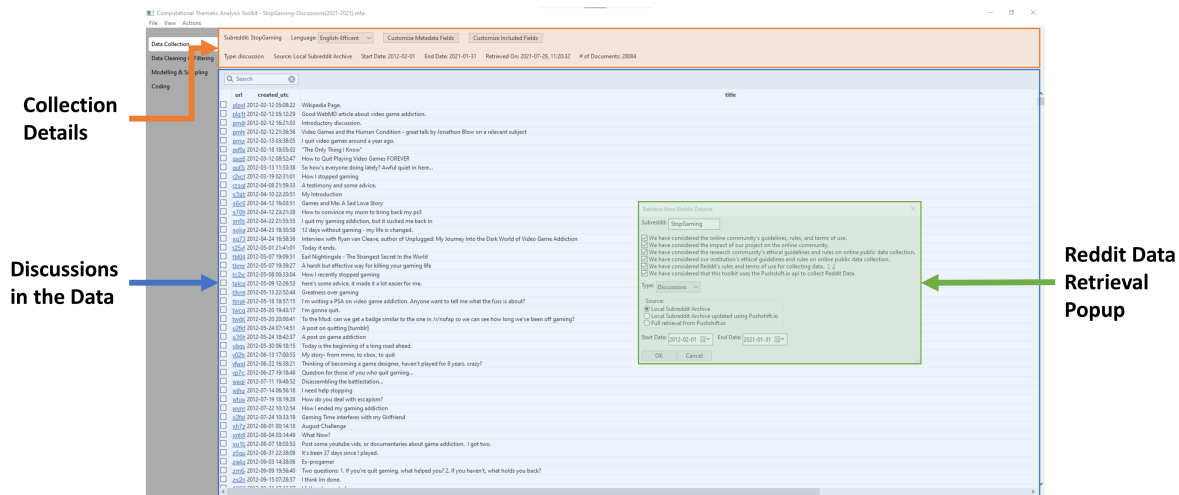 Computational Thematic Analysis Toolkit - StopGaming-Discussions(2021-2021).mta
File View Actions
Data Collection
Data Cleaning & Filtering
Modelling & Sampling
Coding
Subreddit: StopGaming Language: English-Efficent Customize Metadata Fields Customize Included Fields
Type: discussion Source: Local Subreddit Archive Start Date: 2012-02-01 End Date: 2021-01-31 Retrieved On: 2021-07-29, 11:20:32 # of Documents: 20084
Search
url created_utc title
2012-02-12 05:08:22 Wikipedia Page.
2012-02-12 05:12:29 Good WebMD article about video game addiction.
2012-02-12 16:21:03 Introductory discussion.
2012-02-12 21:36:56 Video Games and the Human Condition - great talk by Jonathon Blow on a relevant subject
2012-02-13 03:38:05 I quit video games around a year ago.
2012-02-18 18:05:02 "The Only Thing I Know"
2012-03-12 08:52:47 How to Quit Playing Video Games FOREVER
2012-03-13 11:53:38 So how's everyone doing lately? Awful quiet in here...
2012-03-19 02:31:01 How I stopped gaming
2012-04-08 21:59:33 A testimony and some advice.
2012-04-10 22:20:51 My Introduction
2012-04-12 18:03:51 Games and Me: A Sad Love Story
2012-04-12 23:21:38 How to convince my mom to bring back my ps3
2012-04-22 21:55:55 I quit my gaming addiction, but it sucked me back in
2012-04-23 18:50:58 12 days without gaming - my life is changed.
2012-04-24 16:58:36 Interview with Ryan van Cleave, author of Unplugged: My Journey Into the Dark World of Video Game Addiction
2012-05-01 21:41:01 Today it ends.
2012-05-07 19:09:51 Earl Nightingale - The Strangest Secret In the World
2012-05-07 19:39:27 A harsh but effective way for killing your gaming life
2012-05-08 00:33:04 How I recently stopped gaming
2012-05-09 12:26:53 here's some advice. it made it a lot easier for me.
2012-05-13 22:52:44 Greatness over gaming
2012-05-18 18:57:15 I'm writing a PSA on video game addiction. Anyone want to tell me what the fuss is about?
2012-05-20 19:43:17 I'm gonna quit.
2012-05-20 20:00:41 To the Mod: can we get a badge similar to the one in /r/nofap so we can see how long we've been off gaming?
2012-05-24 07:14:51 A post on quitting [tumblr]
2012-05-24 18:42:37 A post on game addiction
2012-05-30 06:18:15 Today is the beginning of a long road ahead.
2012-06-13 17:00:55 My story- from mmo, to xbox, to quit
2012-06-22 16:38:21 Thinking of becoming a game designer, haven't played for 8 years. crazy?
2012-06-27 19:18:46 Question for those of you who quit gaming...
2012-07-11 19:48:52 Disassembling the battlestation...
2012-07-14 06:56:18 I need help stopping
2012-07-19 18:19:28 How do you deal with escapism?
2012-07-22 10:12:54 How I ended my gaming addiction
2012-07-24 10:33:19 Gaming Time interferes with my Girlfriend
2012-08-01 00:14:18 August Challenge
2012-08-04 03:14:49 What Now?
2012-08-07 18:03:53 Post some youtube vids, or documenteries about game addiction. I got two.
2012-08-31 22:38:09 It's been 37 days since I played.
2012-09-03 14:38:06 Ex-progamer
2012-09-09 19:56:40 Two questions: 1. If you're quit gaming, what helped you? 2. If you haven't, what holds you back?
2012-09-15 07:28:57 I think Im done.
Retrieve New Reddit Dataset
Subreddit: StopGaming
We have considered the online community's guidelines, rules, and terms of use.
We have considered the impact of our project on the online community.
We have considered the research community's ethical guidelines and rules on online public data collection.
We have considered our institution's ethical guidelines and rules on online public data collection.
We have considered Reddit's rules and terms of use for collecting data. 1 2
We have considered that this toolkit uses the Pushshift.io api to collect Reddit Data.
Type: Discussions
Source:
Local Subreddit Archive
Local Subreddit Archive updated using Pushshift.io
Full retrieval from Pushshift.io
Start Date: 2012-02-01 End Date: 2021-01-31
OK Cancel
Collection
Details
Discussions
in the Data
Reddit Data
Retrieval
Popup